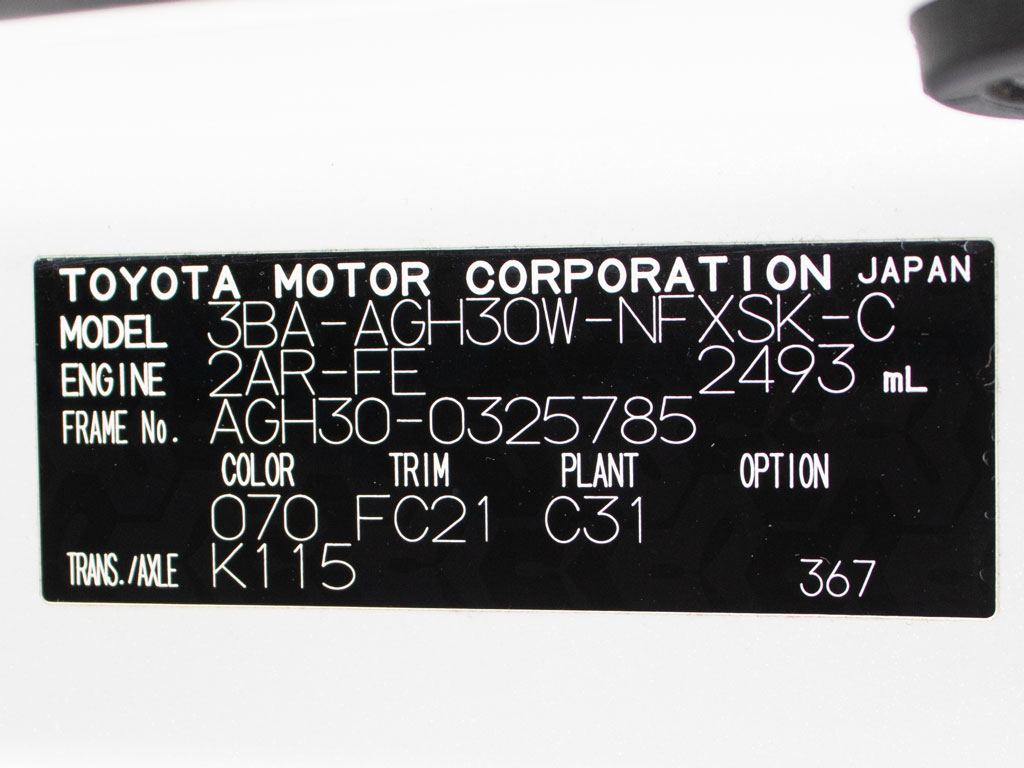 TOYOTA MOTOR CORPORATION JAPAN
MODEL 3BA-AGH30W-NFXSK-C
ENGINE 2AR-FE 2493 mL
FRAME No. AGH30-0325785
COLOR TRIM PLANT OPTION
070 FC21 C31
TRANS./AXLE K115 367